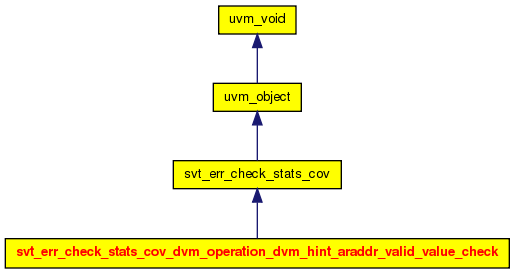 uvm_void
uvm_object
svt_err_check_stats_cov
svt_err_check_stats_cov_dvm_operation_dvm_hint_araddr_valid_value_check